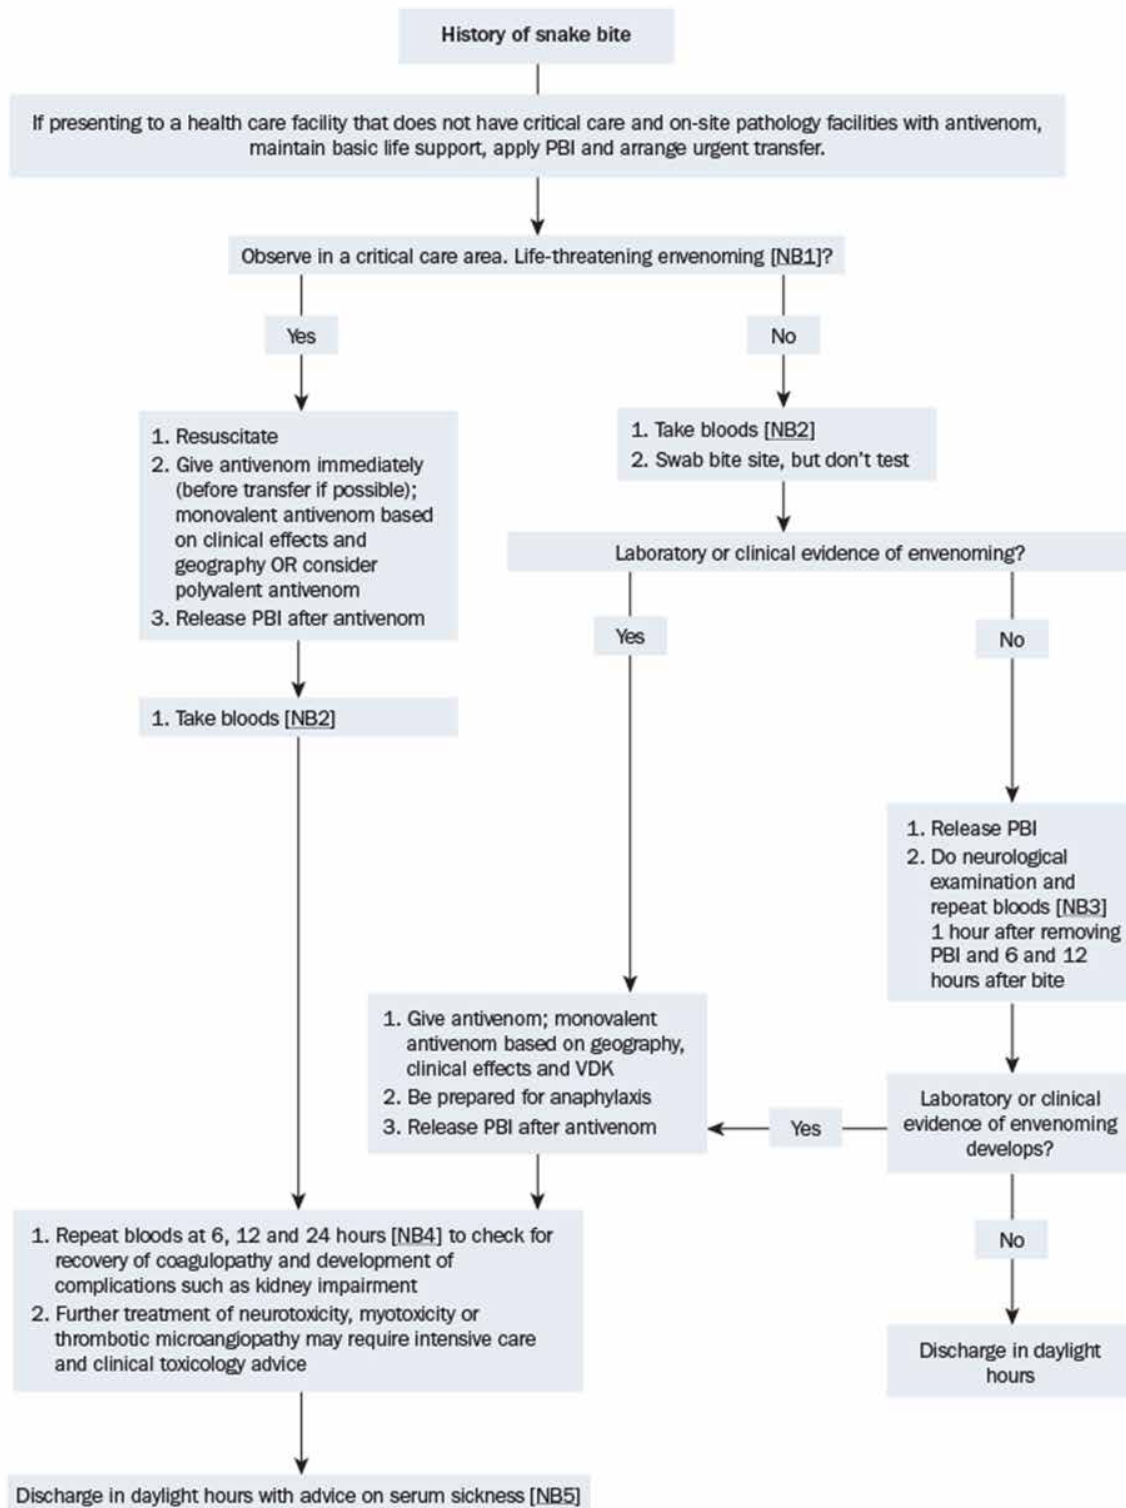 History of snake bite
If presenting to a health care facility that does not have critical care and on-site pathology facilities with antivenom,
maintain basic life support, apply PBI and arrange urgent transfer.
Observe in a critical care area. Life-threatening envenoming [NB1]?
Yes
No
1. Resuscitate
2. Give antivenom immediately
(before transfer if possible);
monovalent antivenom based
on clinical effects and
geography OR consider
polyvalent antivenom
3. Release PBI after antivenom
1. Take bloods [NB2]
2. Swab bite site, but don't test
Laboratory or clinical evidence of envenoming?
Yes
No
1. Take bloods [NB2]
1. Release PBI
2. Do neurological
examination and
repeat bloods [NB3]
1 hour after removing
PBI and 6 and 12
hours after bite
1. Give antivenom; monovalent
antivenom based on geography,
clinical effects and VDK
2. Be prepared for anaphylaxis
3. Release PBI after antivenom
Yes
Laboratory or clinical
evidence of envenoming
develops?
No
1. Repeat bloods at 6, 12 and 24 hours [NB4] to check for
recovery of coagulopathy and development of
complications such as kidney impairment
2. Further treatment of neurotoxicity, myotoxicity or
thrombotic microangiopathy may require intensive care
and clinical toxicology advice
Discharge in daylight
hours
Discharge in daylight hours with advice on serum sickness [NB5]